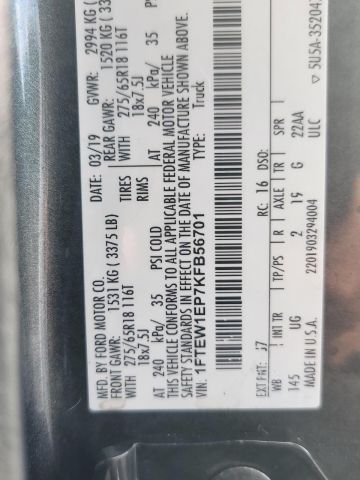 MFD. BY FORD MOTOR CO.
DATE: 03/19 GVWR: 2994 KG (
FRONT GAWR: 1531 KG ( 3375 LB) REAR GAWR: 1520 KG ( 33
WITH 275/65R18 116T TIRES WITH 275/65R18 116T
18x7.5J RIMS 18x7.5J
AT 240 kPa/ 35 PSI COLD AT 240 kPa/ 35 P
THIS VEHICLE CONFORMS TO ALL APPLICABLE FEDERAL MOTOR VEHICLE
SAFETY STANDARDS IN EFFECT ON THE DATE OF MANUFACTURE SHOWN ABOVE.
VIN: 1FTEW1EP7KFB56701
TYPE: Truck
EXT PNT: J7 RC: 16 DSO:
WB INT TR TP/PS R AXLE TR SPR
145 UG 2 19 G 22AA
2201903294004 ULC
MADE IN U.S.A.
5U5A-35204